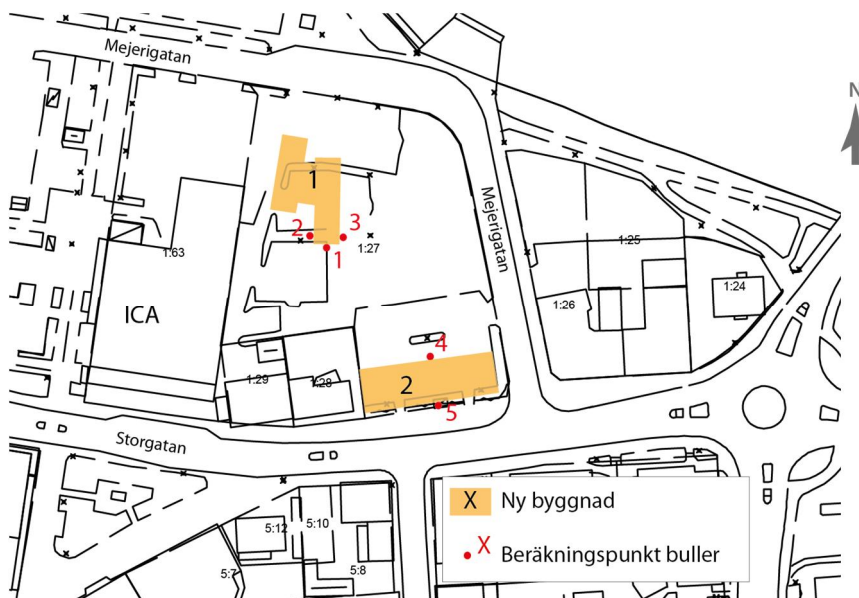 Mejerigatan
N
1
Mejerigatan
2
3
1:63
1:27
1:25
1
ICA
1:26
1:24
4
1:29
1:28
2
5
Storgatan
X Ny byggnad
5:12
5:10
X Beräkningspunkt buller
5:7
5:8